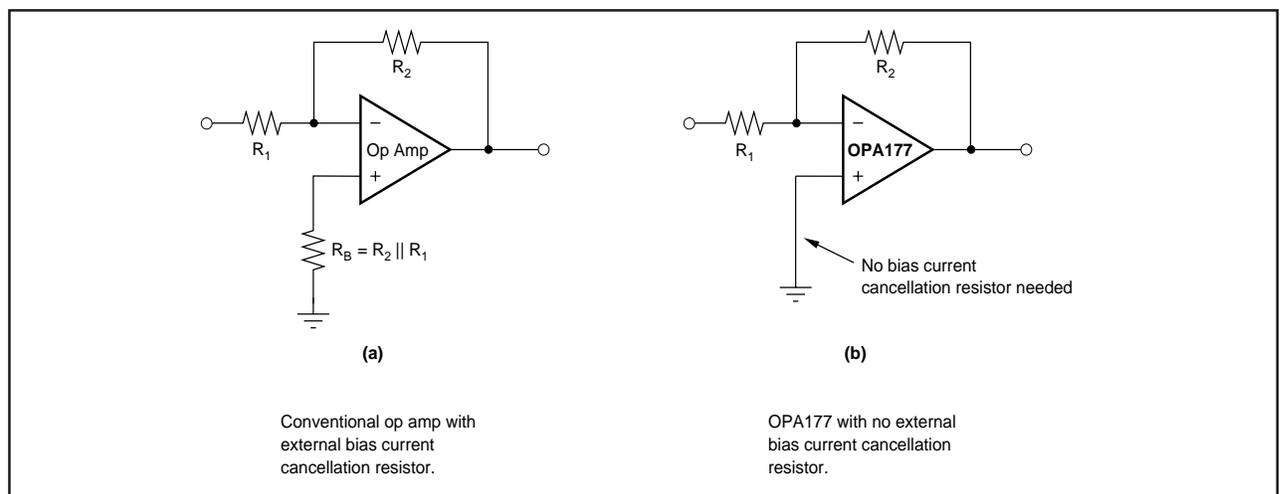 R2
R1
−
Op Amp
+
RB = R2 || R1
(a)
Conventional op amp with
external bias current
cancellation resistor.
R2
R1
−
OPA177
+
No bias current
cancellation resistor needed
(b)
OPA177 with no external
bias current cancellation
resistor.